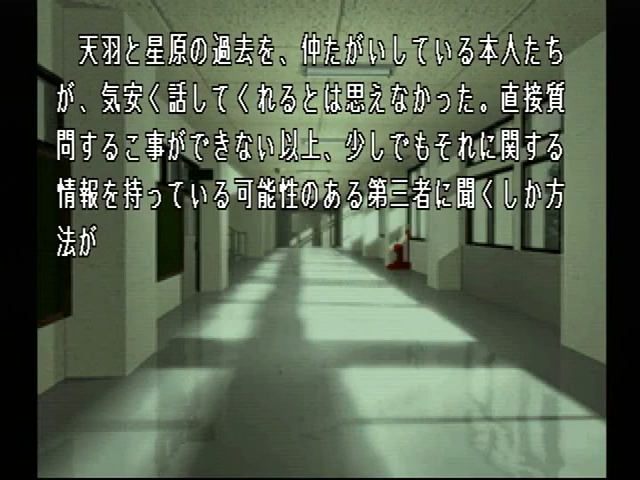 天羽と星原の過去を、仲たがいしている本人たち
が、気安く話してくれるとは思えなかった。直接質
問するこ事ができない以上、少しでもそれに関する
情報を持っている可能性のある第三者に聞くしか方
法が